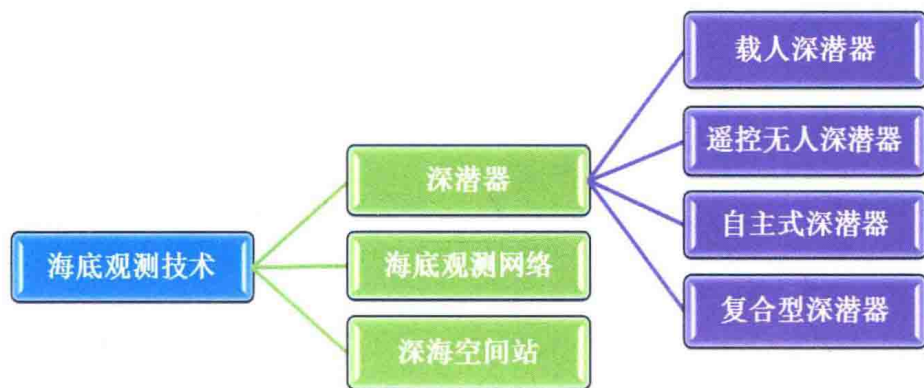 载人深潜器
遥控无人深潜器
深潜器
自主式深潜器
海底观测技术
海底观测网络
复合型深潜器
深海空间站